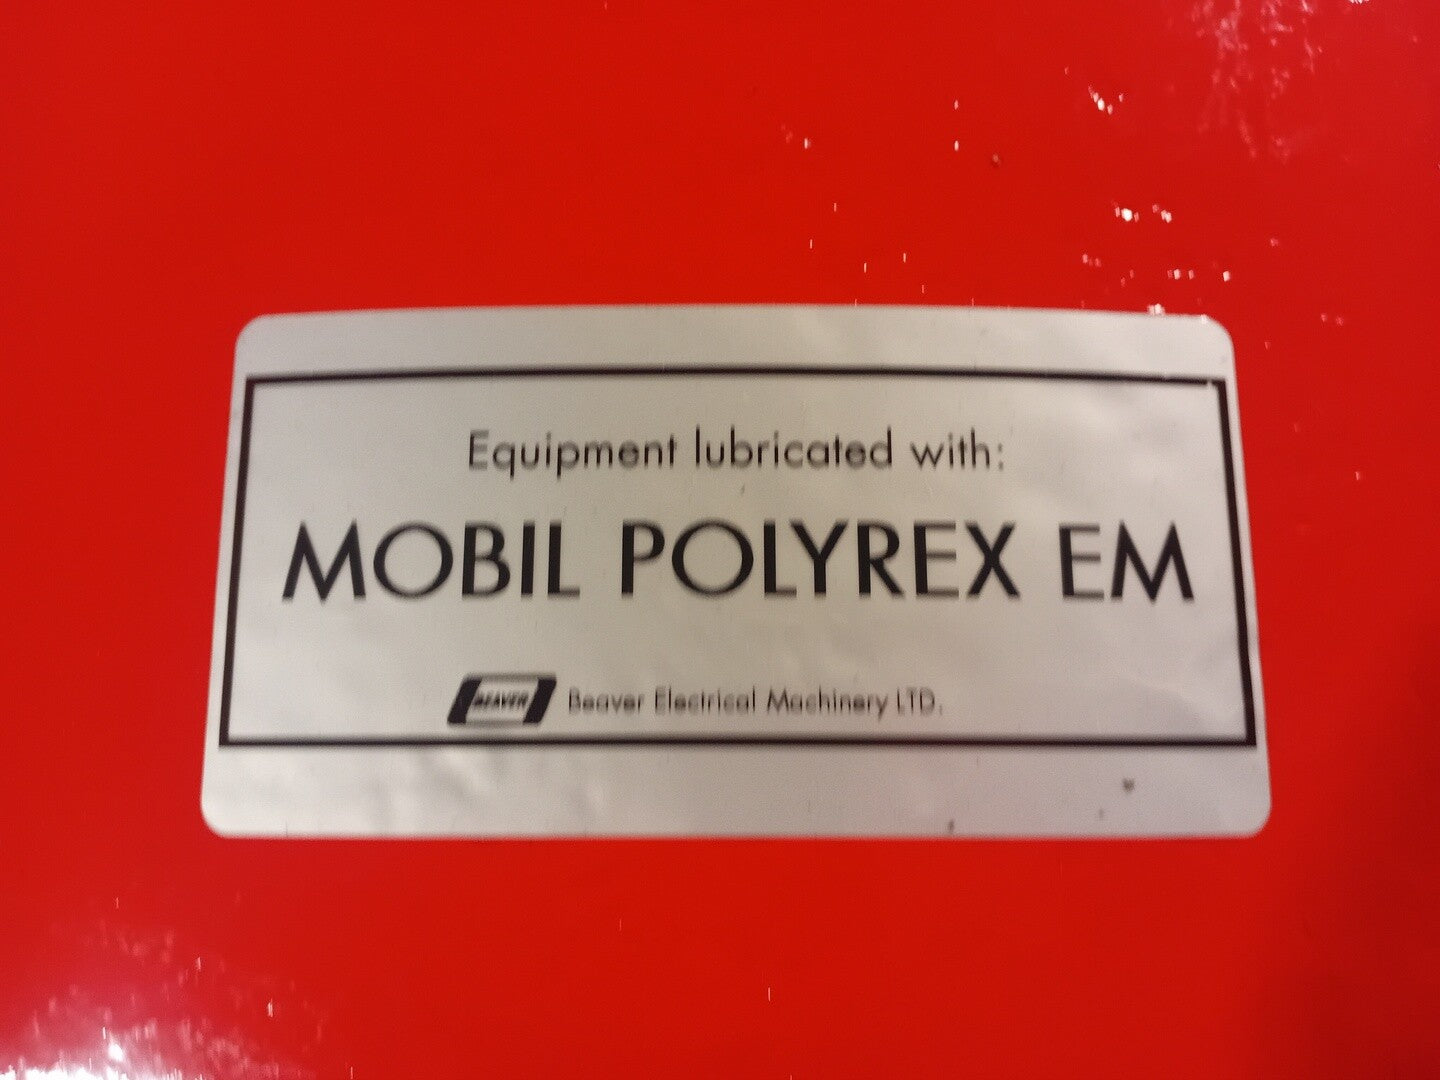 Equipment lubricated with:
MOBIL POLYREX EM
BEAVER Beaver Electrical Machinery LTD.